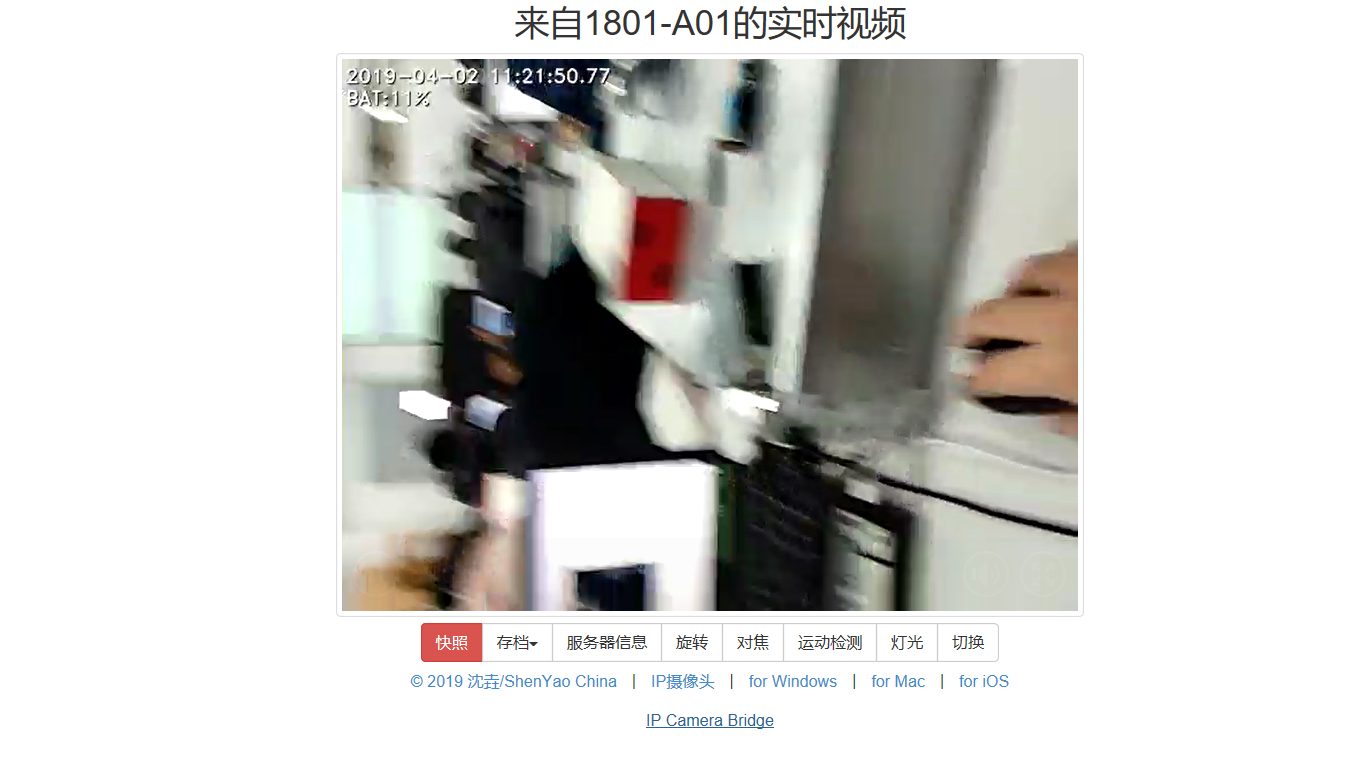 来自1801-A01的实时视频
2019-04-02 11:21:50.77
BAT:11%
快照 存档 服务器信息 旋转 对焦 运动检测 灯光 切换
© 2019 沈垚/ShenYao China | IP摄像头 | for Windows | for Mac | for iOS
IP Camera Bridge